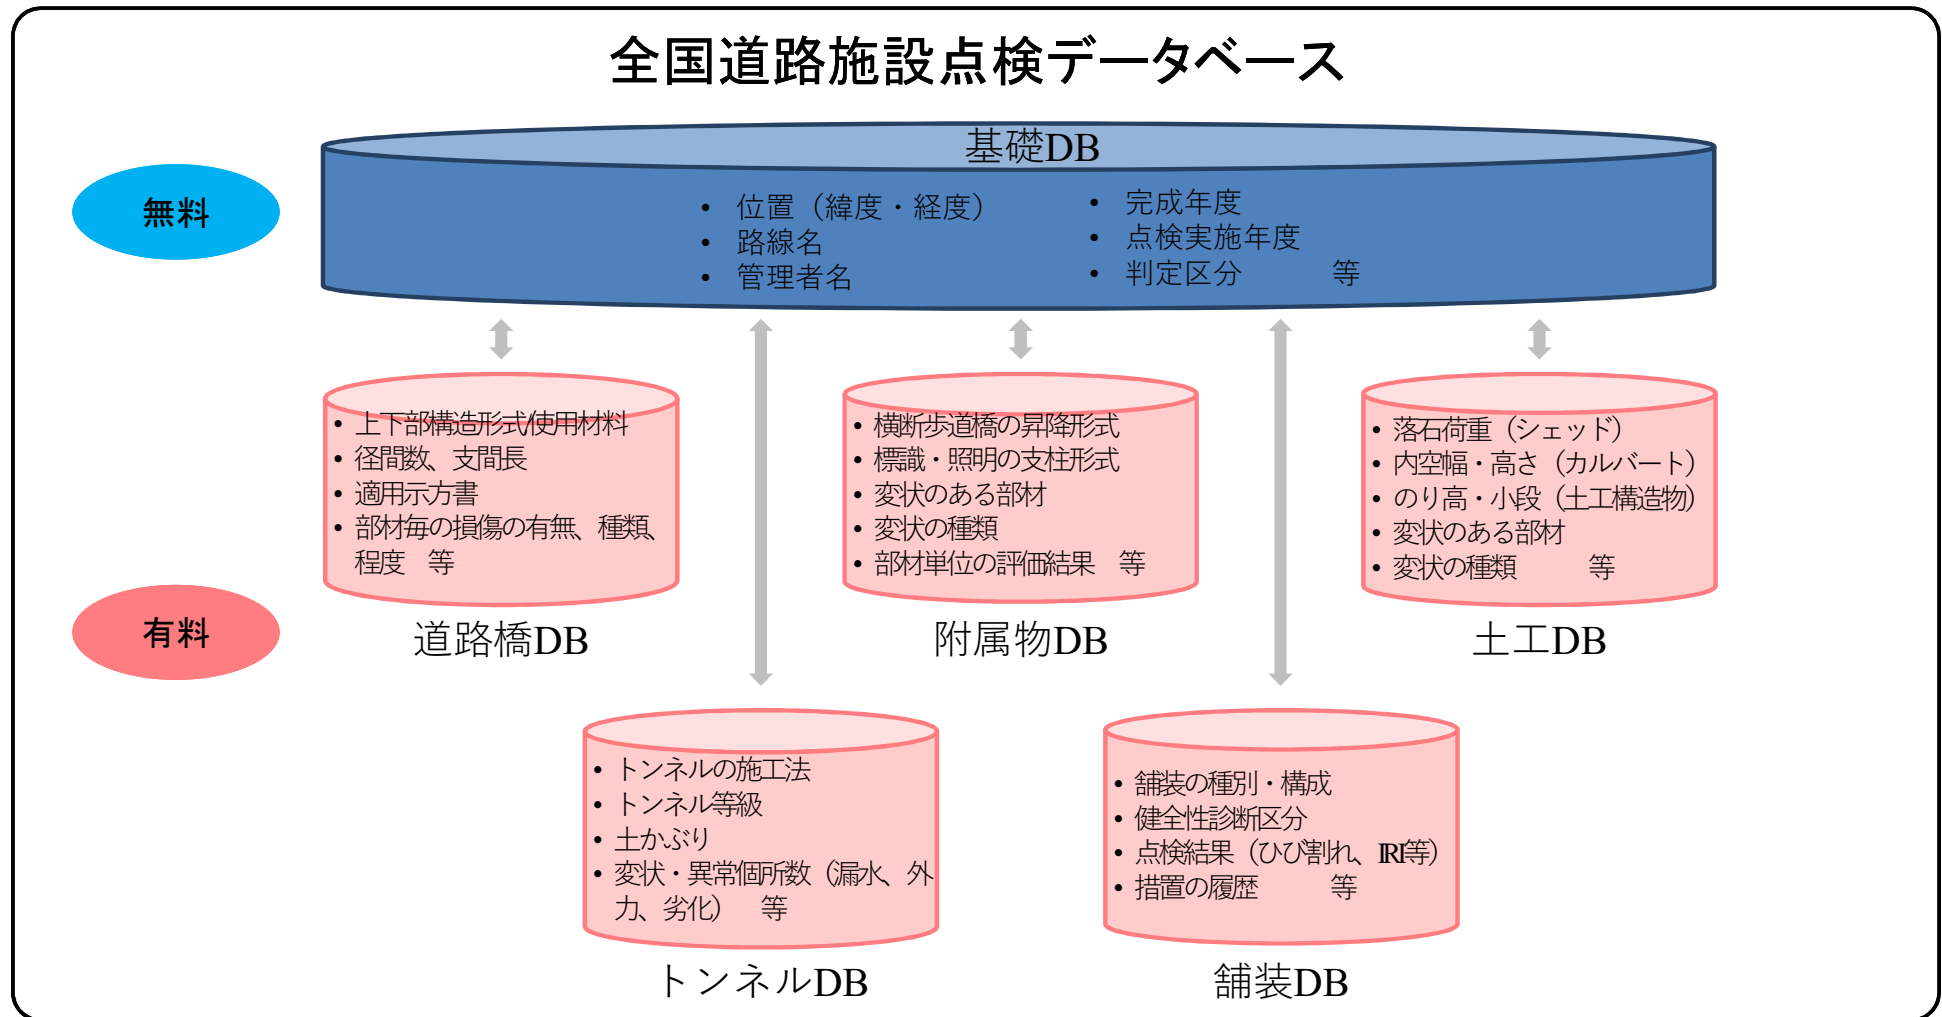 全国道路施設点検データベース
基礎DB
無料
• 位置（緯度・経度）
• 路線名
• 管理者名
• 完成年度
• 点検実施年度
• 判定区分　　　等
• 上下部構造形式/使用材料
• 径間数、支間長
• 適用示方書
• 部材毎の損傷の有無、種類、
程度　等
道路橋DB
• 横断歩道橋の昇降形式
• 標識・照明の支柱形式
• 変状のある部材
• 変状の種類
• 部材単位の評価結果　等
附属物DB
• 落石荷重（シェッド）
• 内空幅・高さ（カルバート）
• のり高・小段（土工構造物）
• 変状のある部材
• 変状の種類　　　等
土工DB
有料
• トンネルの施工法
• トンネル等級
• 土かぶり
• 変状・異常個所数（漏水、外
力、劣化）　等
トンネルDB
• 舗装の種別・構成
• 健全性診断区分
• 点検結果（ひび割れ、IRI等）
• 措置の履歴　　　等
舗装DB